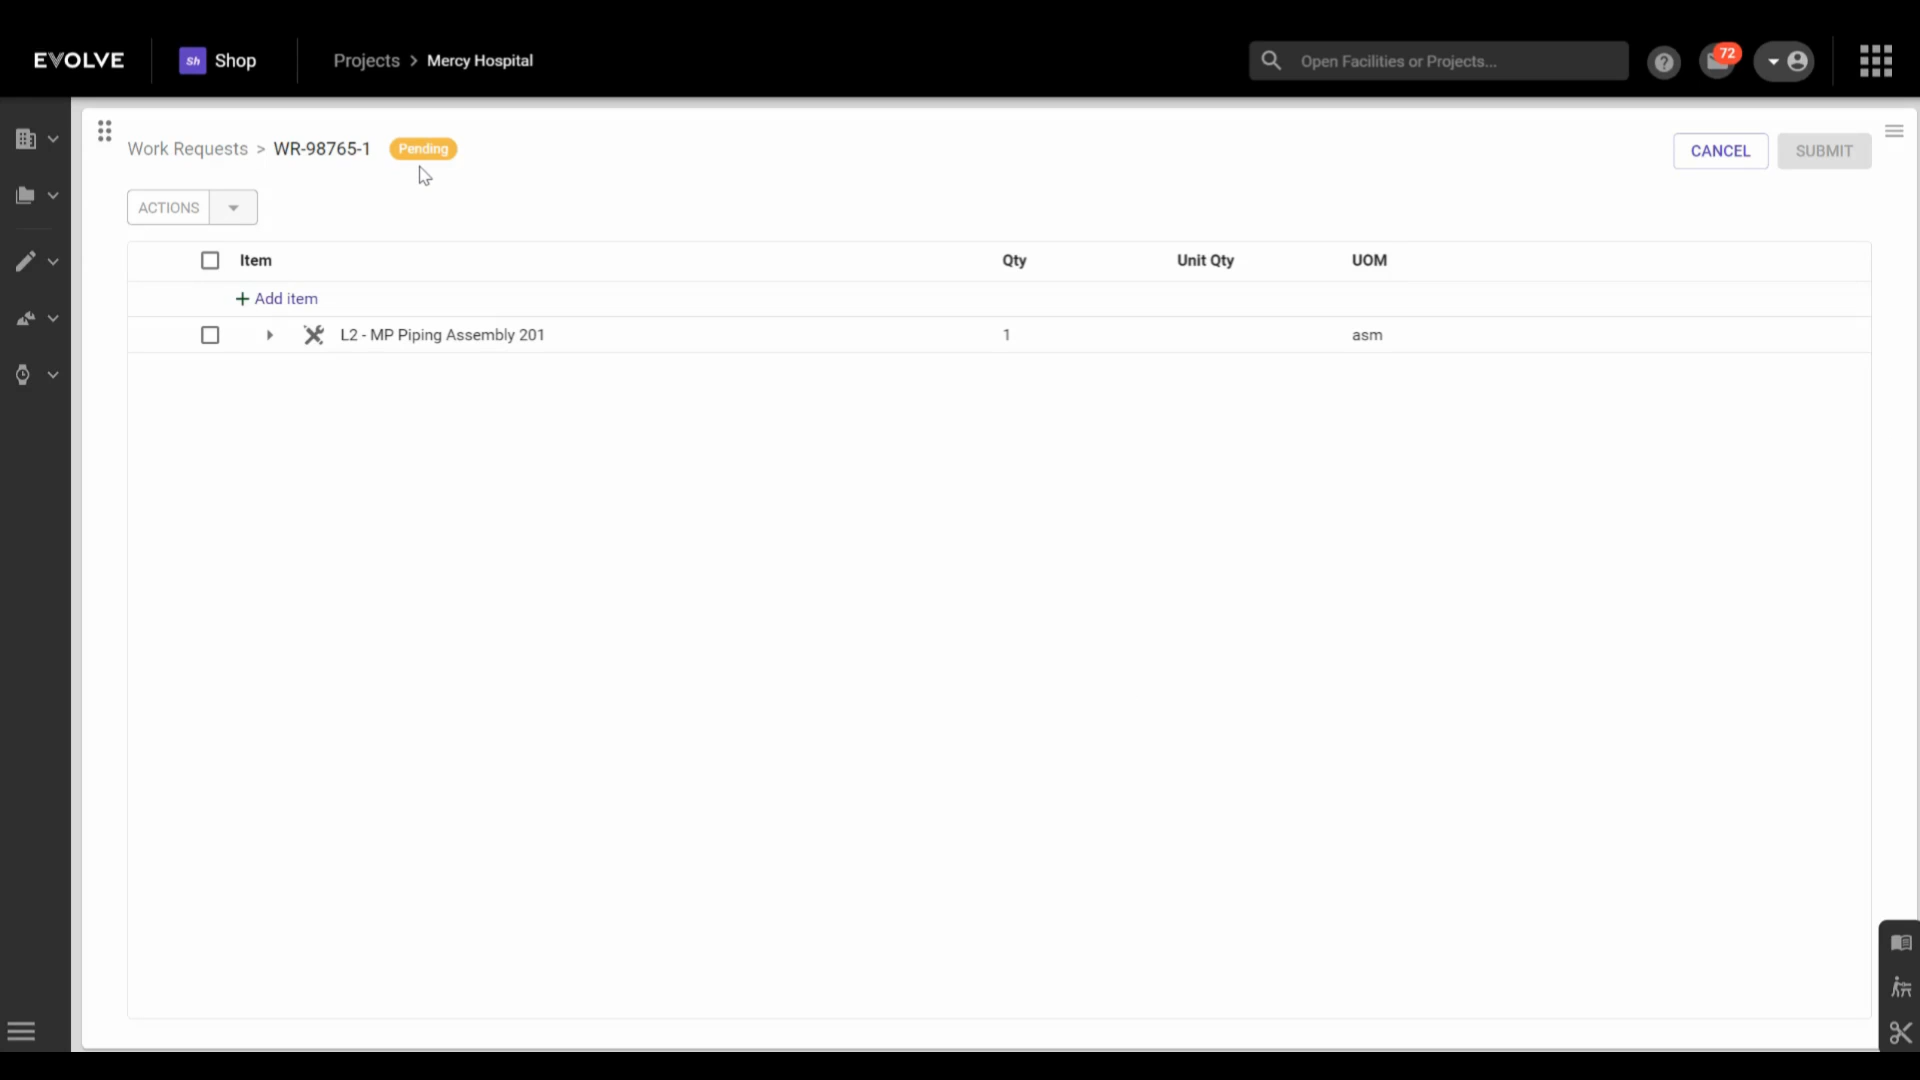 EVOLVE
Sh Shop
Projects > Mercy Hospital
Open Facilities or Projects...
72
Work Requests > WR-98765-1 Pending
CANCEL SUBMIT
ACTIONS
Item Qty Unit Qty UOM
+ Add item
L2 - MP Piping Assembly 201 1 asm